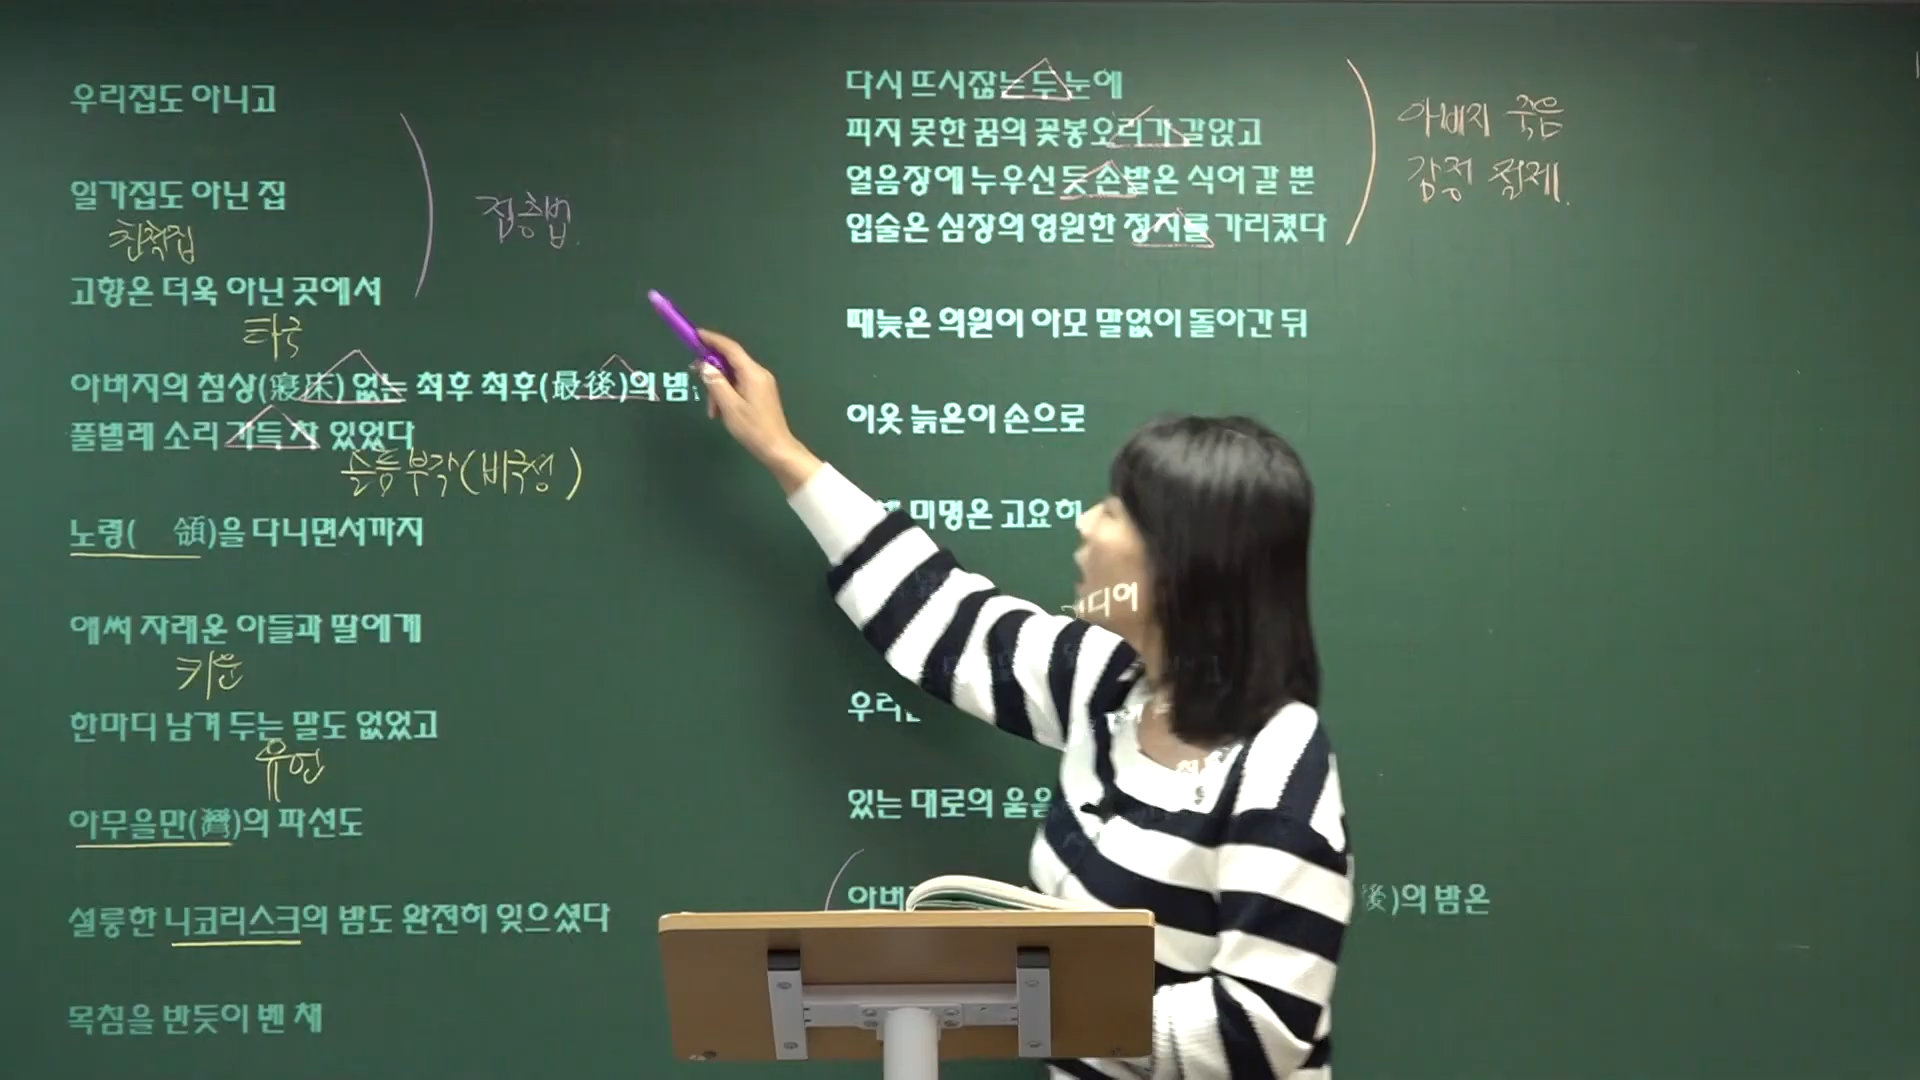 우리집도 아니고
일가집도 아닌 집
친척집
고향은 더욱 아닌 곳에서
타국
점층법.
아버지의 침상(寢床) 없는 최후 최후(最後)의 밤은
풀벌레 소리 가득 차 있었다
슬픔 부각(비극성)
노령( 領)을 다니면서까지
애써 자래운 아들과 딸에게
키운
한마디 남겨 두는 말도 없었고
유언
아무을만(灣)의 파선도
설룽한 니코리스크의 밤도 완전히 잊으셨다
목침을 반듯이 벤 채
다시 뜨시잖는 두 눈에
피지 못한 꿈의 꽃봉오리가 갈앉고
얼음장에 누우신 듯 손발은 식어 갈 뿐
입술은 심장의 영원한 정지를 가리켰다
아버지 죽음
감정 절제.
때늦은 의원이 아모 말없이 돌아간 뒤
이웃 늙은이 손으로
미명은 고요히
디어
우리는
있는 대로의 울음
아버
後)의 밤은